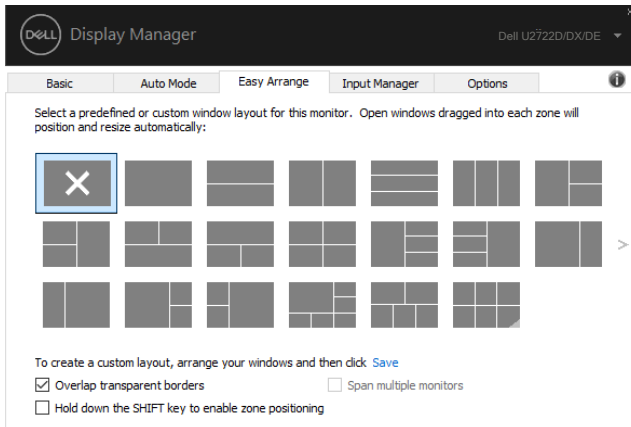 DELL Display Manager
Dell U2722D/DX/DE
Basic Auto Mode Easy Arrange Input Manager Options
Select a predefined or custom window layout for this monitor. Open windows dragged into each zone will
position and resize automatically:
To create a custom layout, arrange your windows and then click Save
Overlap transparent borders
Span multiple monitors
Hold down the SHIFT key to enable zone positioning